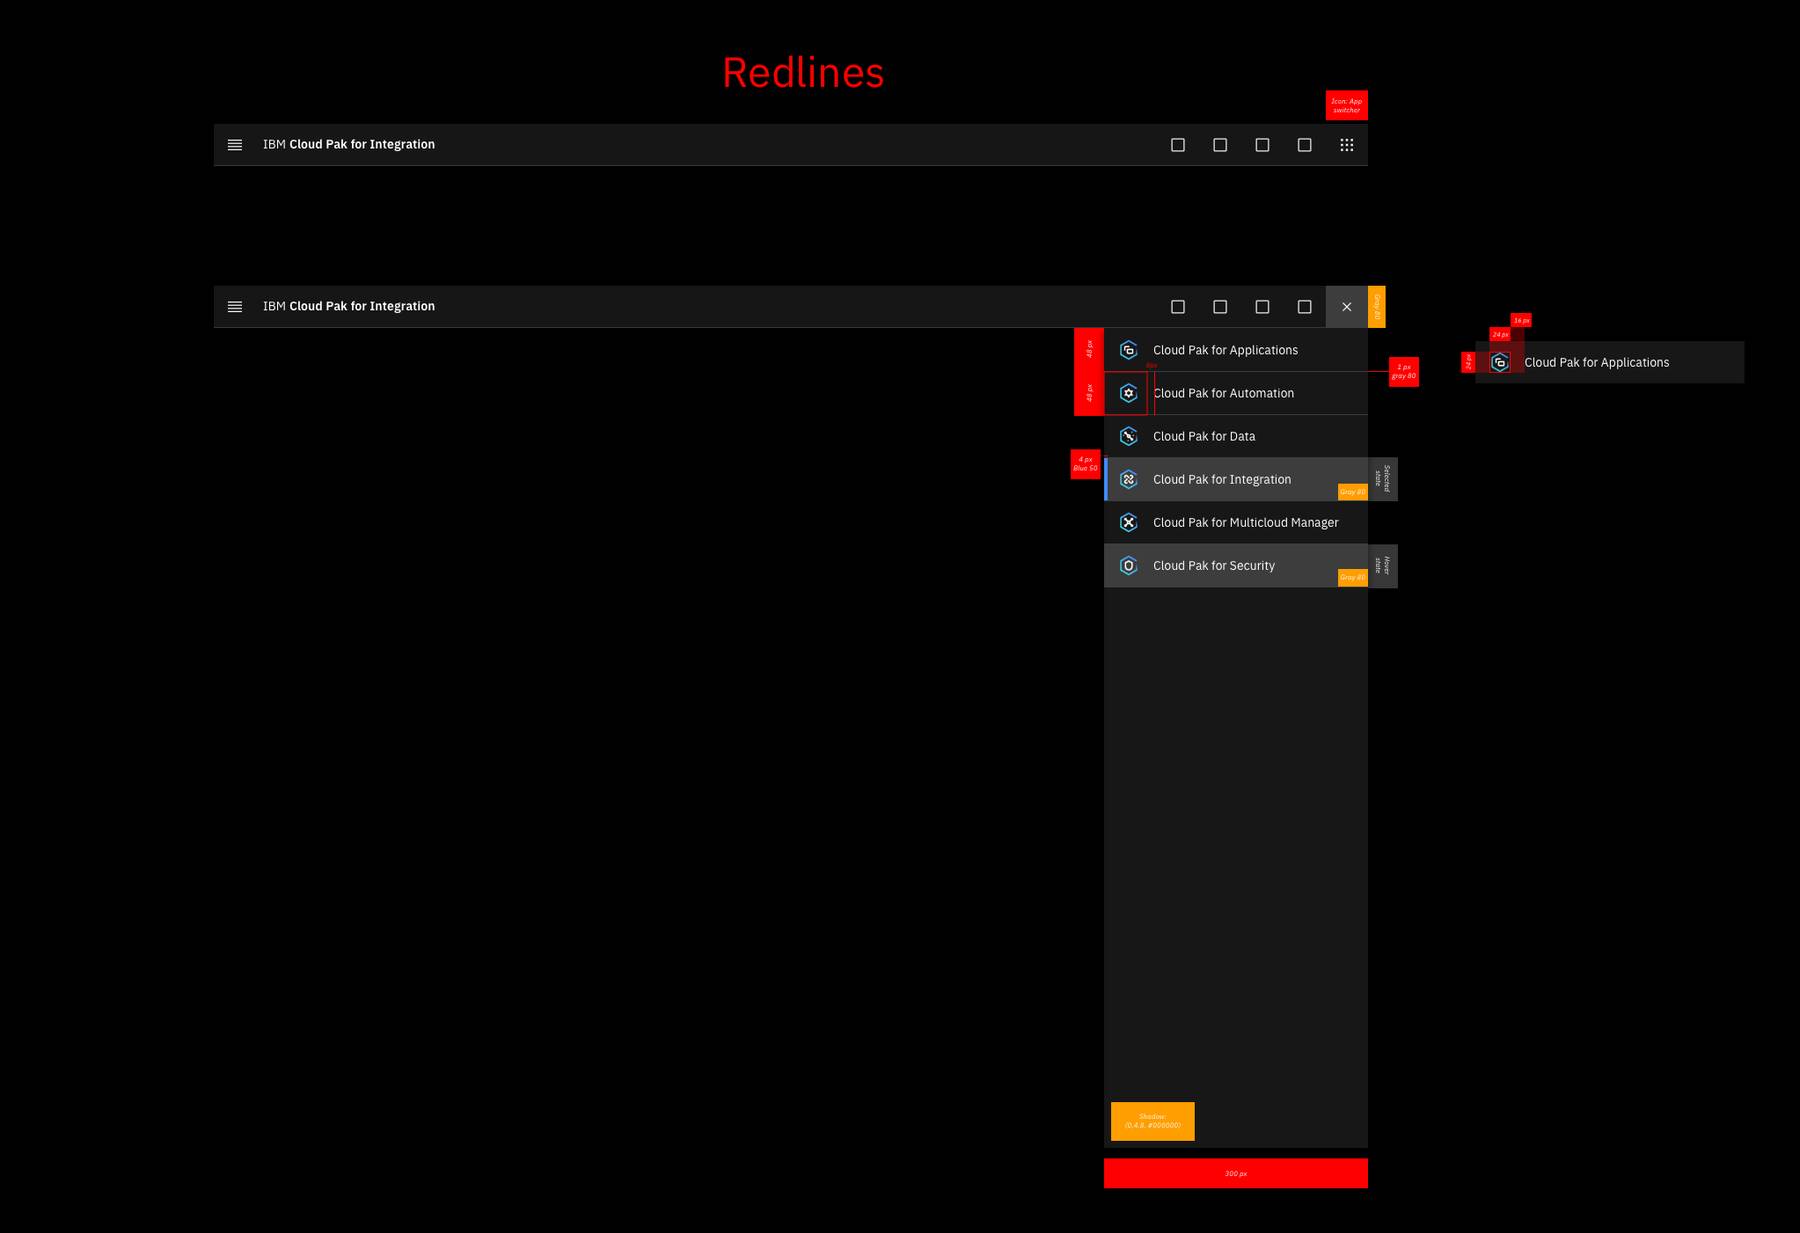 Redlines
Icon: App
switcher
IBM Cloud Pak for Integration
IBM Cloud Pak for Integration
Gray 80
48 px
48 px
Cloud Pak for Applications
8px
Cloud Pak for Automation
1 px
gray 80
Cloud Pak for Data
4 px
Blue 50
Cloud Pak for Integration
Gray 80
Selected
state
Cloud Pak for Multicloud Manager
Cloud Pak for Security
Gray 80
Hover
state
16 px
24 px
24 px
Cloud Pak for Applications
Shadow:
(0,4,8, #000000)
300 px